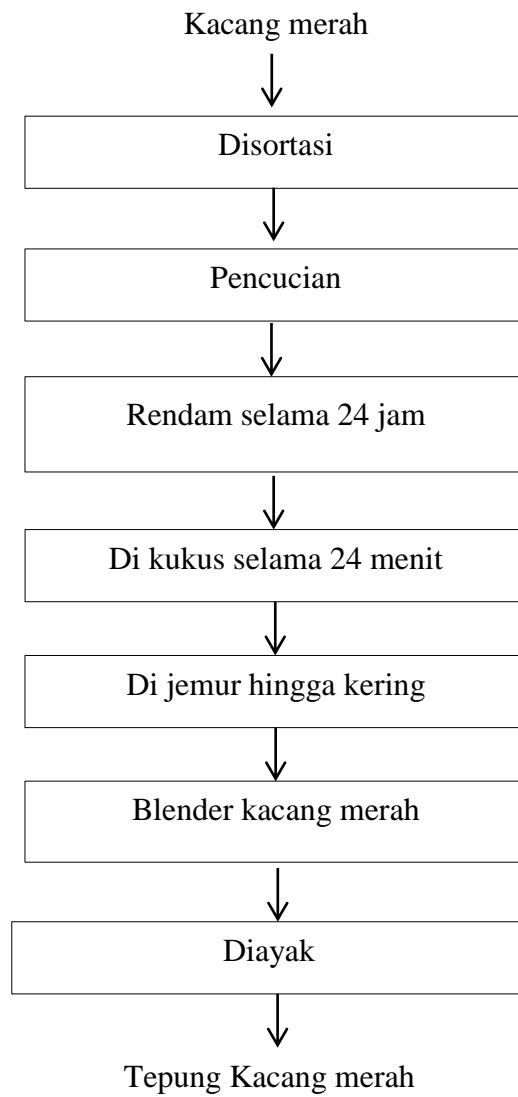 Kacang merah
Disortasi
Pencucian
Rendam selama 24 jam
Di kukus selama 24 menit
Di jemur hingga kering
Blender kacang merah
Diayak
Tepung Kacang merah